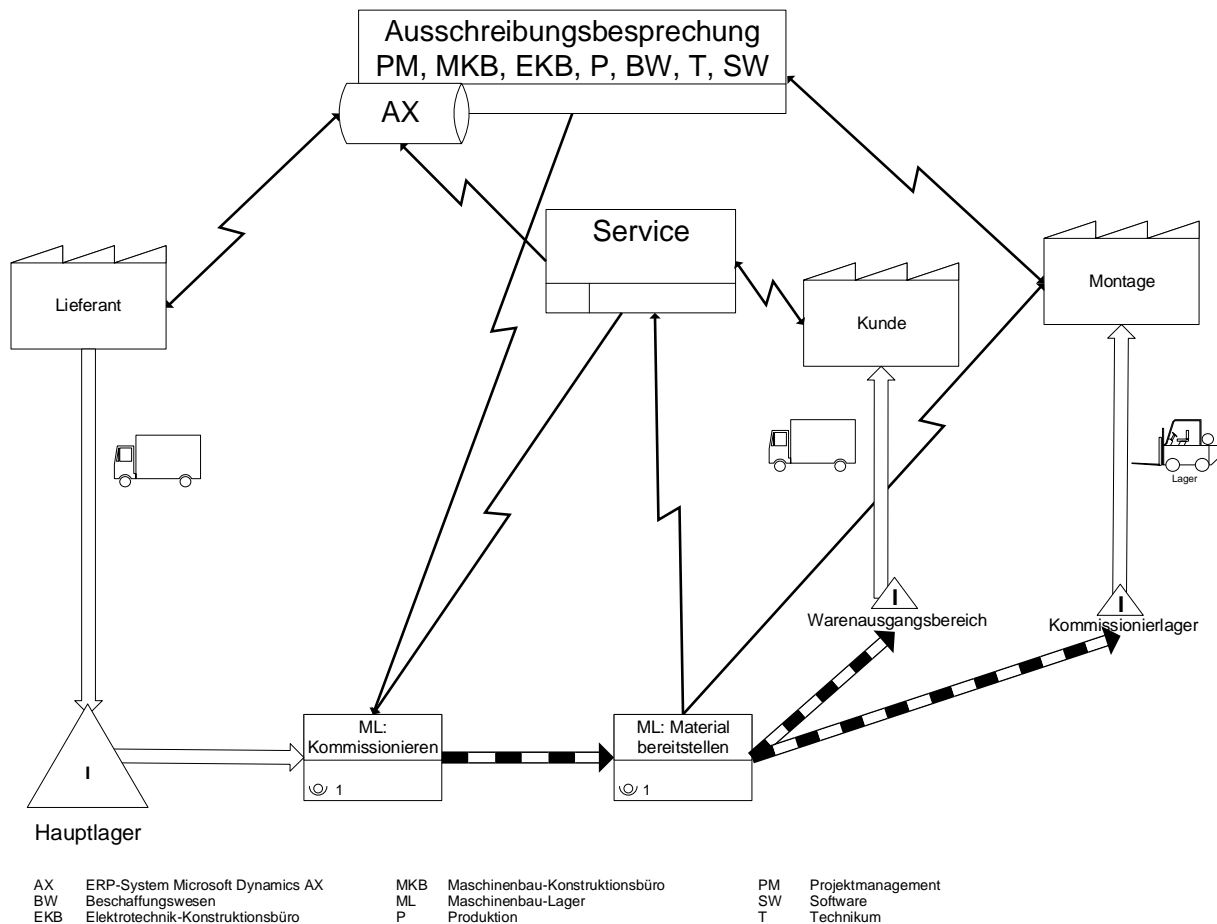 Ausschreibungsbesprechung
PM, MKB, EKB, P, BW, T, SW
AX
Service
Lieferant
Kunde
Montage
Lager
I
Warenausgangsbereich
I
Kommissionierlager
I
Hauptlager
ML:
Kommissionieren
1
ML: Material
bereitstellen
1
AX ERP-System Microsoft Dynamics AX
BW Beschaffungswesen
EKB Elektrotechnik-Konstruktionsbüro
MKB Maschinenbau-Konstruktionsbüro
ML Maschinenbau-Lager
P Produktion
PM Projektmanagement
SW Software
T Technikum